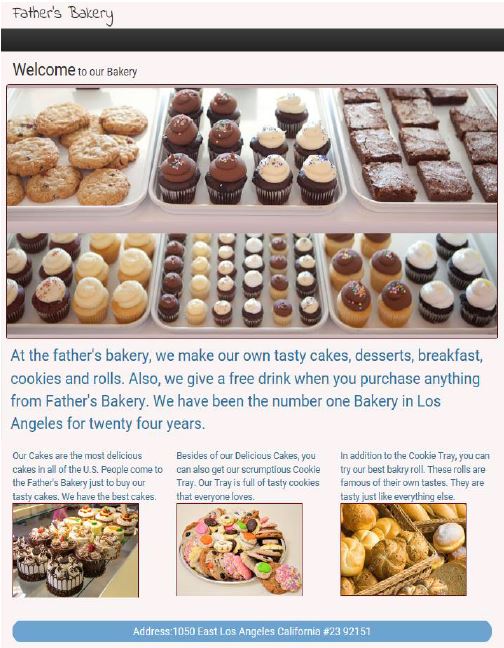 Father's Bakery
Welcome to our Bakery
At the father's bakery, we make our own tasty cakes, desserts, breakfast,
cookies and rolls. Also, we give a free drink when you purchase anything
from Father's Bakery. We have been the number one Bakery in Los
Angeles for twenty four years.
Our Cakes are the most delicious
cakes in all of the U.S. People come to
the Father's Bakery just to buy our
tasty cakes. We have the best cakes.
Besides of our Delicious Cakes, you
can also get our scrumptious Cookie
Tray. Our Tray is full of tasty cookies
that everyone loves.
In addition to the Cookie Tray, you can
try our best bakry roll. These rolls are
famous of their own tastes. They are
tasty just like everything else.
Address:1050 East Los Angeles California #23 92151